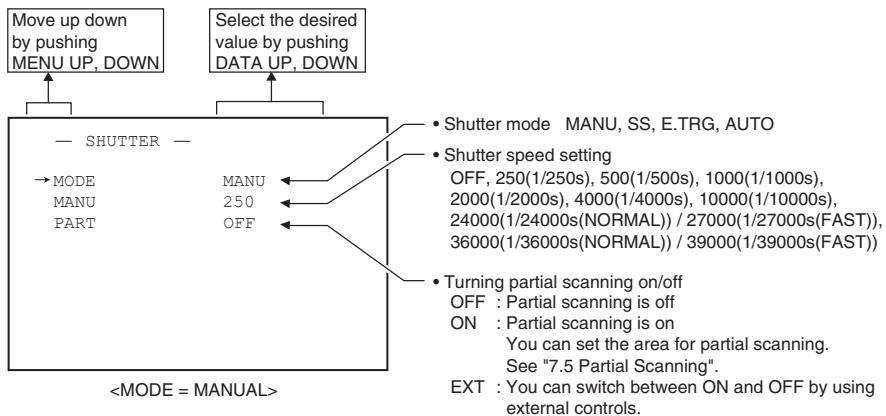 Move up down
by pushing
MENU UP, DOWN
Select the desired
value by pushing
DATA UP, DOWN
— SHUTTER —
→MODE MANU
MANU 250
PART OFF
<MODE = MANUAL>
• Shutter mode MANU, SS, E.TRG, AUTO
• Shutter speed setting
OFF, 250(1/250s), 500(1/500s), 1000(1/1000s),
2000(1/2000s), 4000(1/4000s), 10000(1/10000s),
24000(1/24000s(NORMAL)) / 27000(1/27000s(FAST)),
36000(1/36000s(NORMAL)) / 39000(1/39000s(FAST))
• Turning partial scanning on/off
OFF : Partial scanning is off
ON : Partial scanning is on
You can set the area for partial scanning.
See "7.5 Partial Scanning".
EXT : You can switch between ON and OFF by using
external controls.